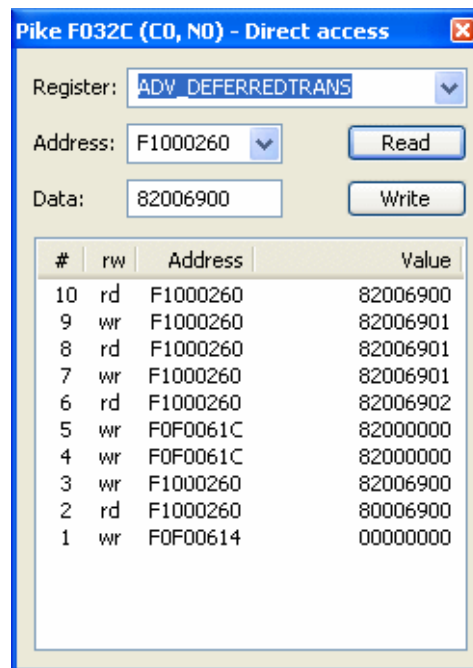 Pike F032C (C0, N0) - Direct access
Register: ADV_DEFERREDTRANS
Address: F1000260 Read
Data: 82006900 Write
# rw Address Value
10 rd F1000260 82006900
9 wr F1000260 82006901
8 rd F1000260 82006901
7 wr F1000260 82006901
6 rd F1000260 82006902
5 wr F0F0061C 82000000
4 wr F0F0061C 82000000
3 wr F1000260 82006900
2 rd F1000260 80006900
1 wr F0F00614 00000000